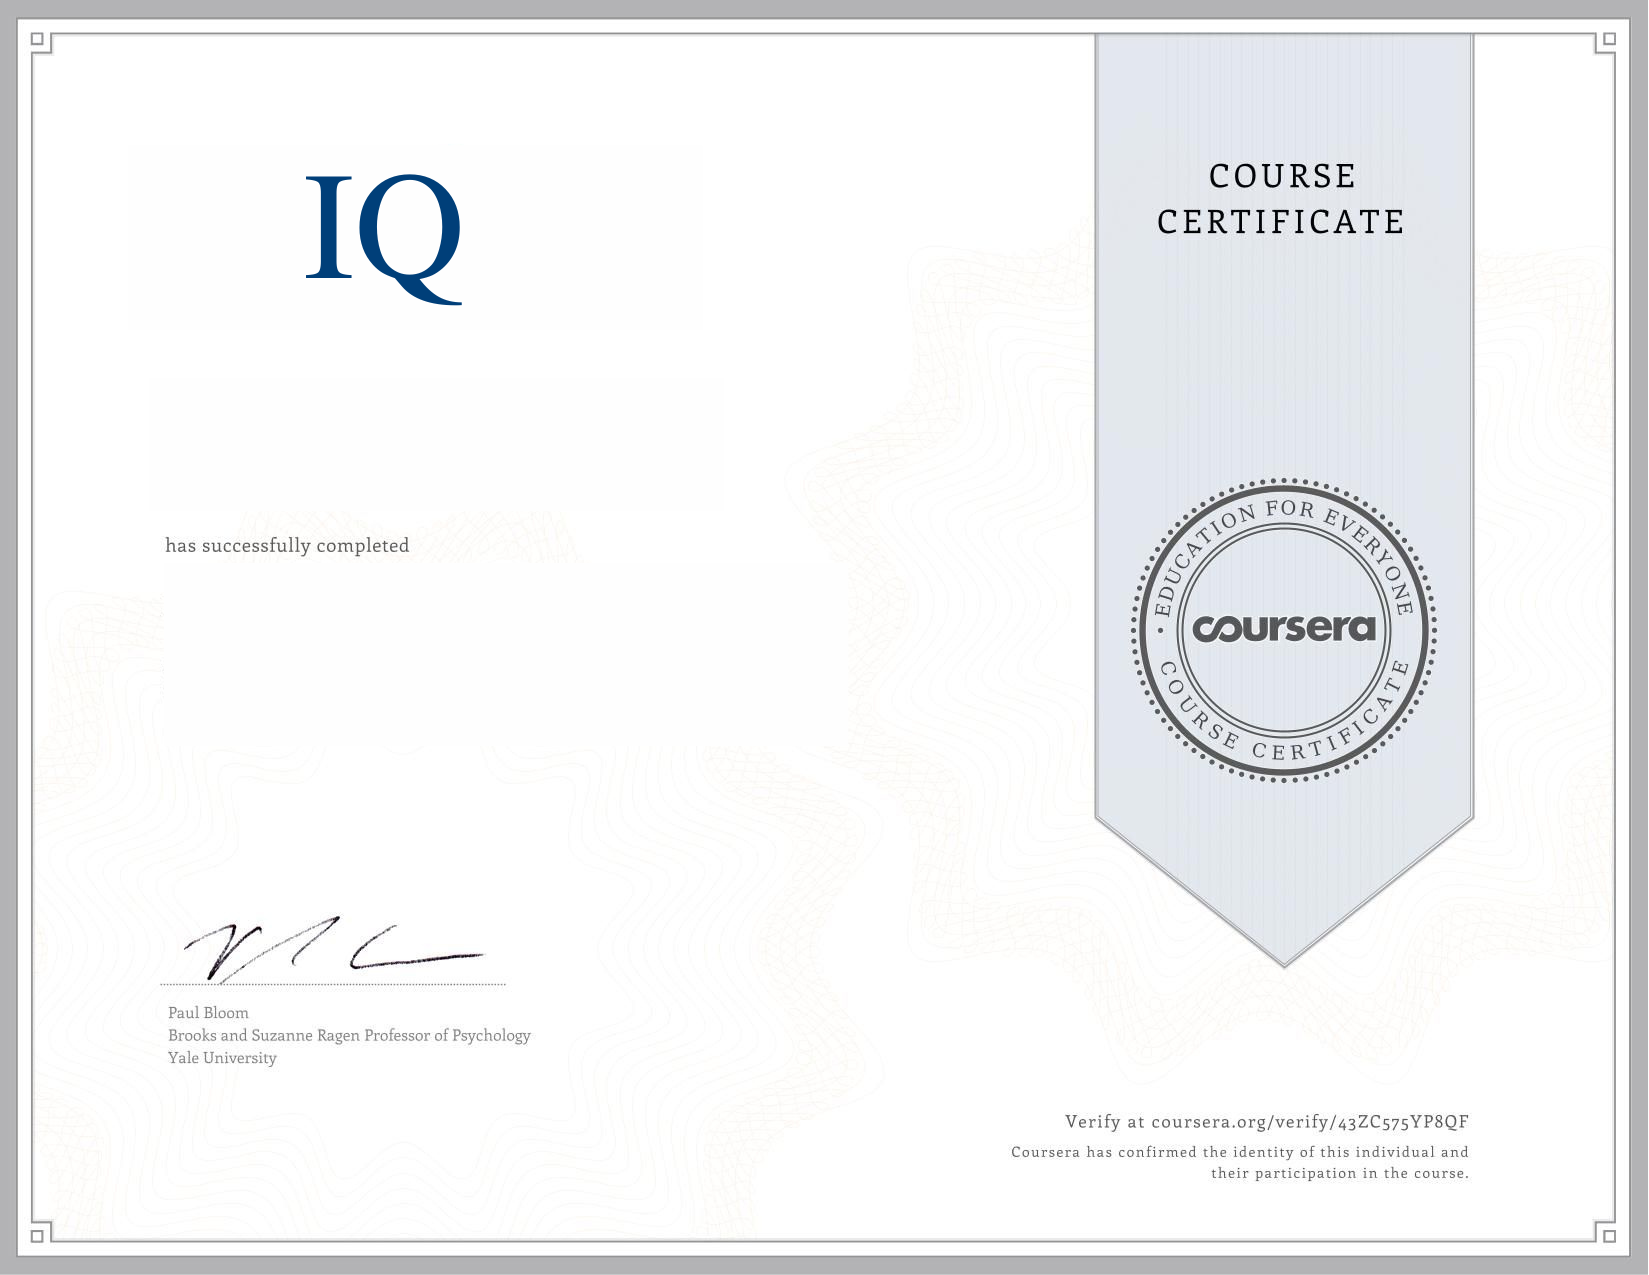 IQ
COURSE
CERTIFICATE
has successfully completed
EDUCATION FOR EVERYONE
coursera
COURSE CERTIFICATE
Paul Bloom
Brooks and Suzanne Ragen Professor of Psychology
Yale University
Verify at coursera.org/verify/43ZC575YP8QF
Coursera has confirmed the identity of this individual and
their participation in the course.